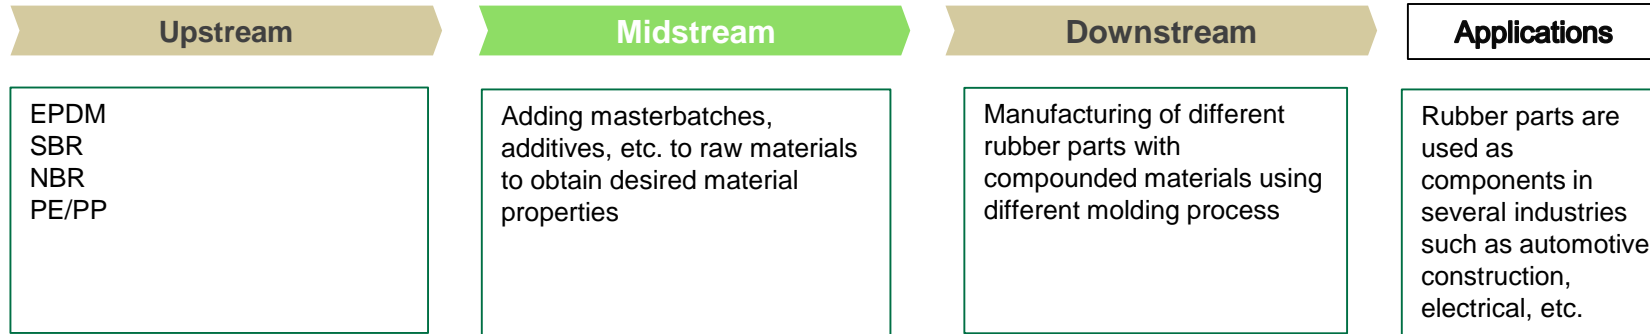 Upstream
Midstream
Downstream
Applications
EPDM
SBR
NBR
PE/PP
Adding masterbatches,
additives, etc. to raw materials
to obtain desired material
properties
Manufacturing of different
rubber parts with
compounded materials using
different molding process
Rubber parts are
used as
components in
several industries
such as automotive
construction,
electrical, etc.